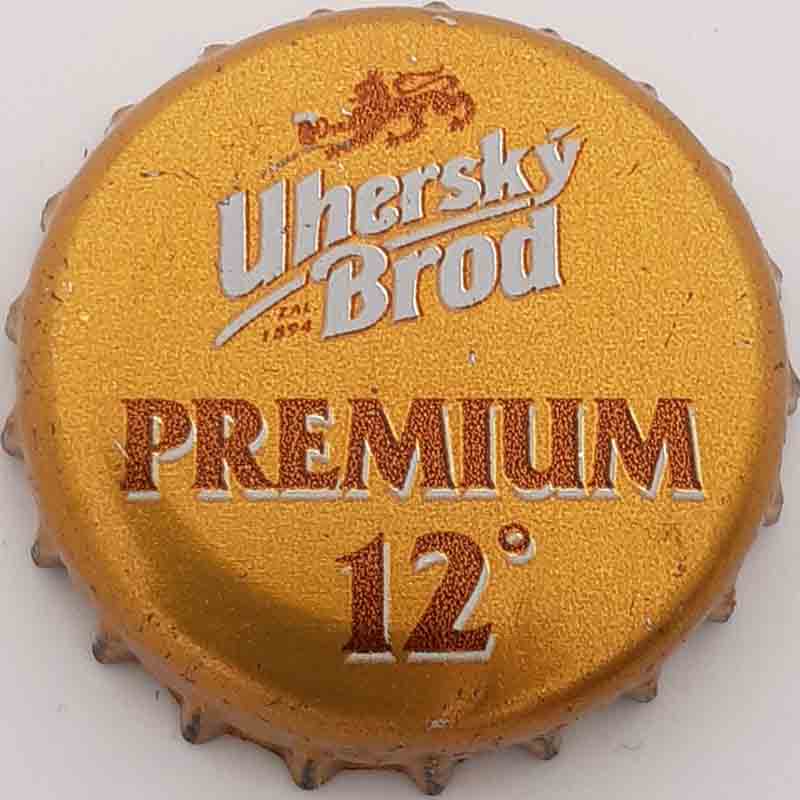 Uherský
Brod
ZAL
1894
PREMIUM
12°